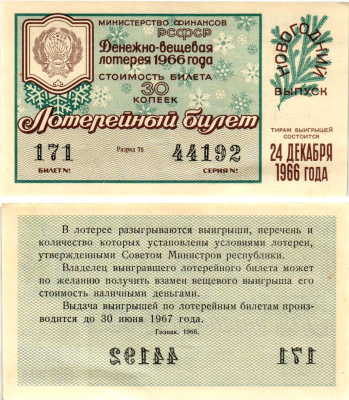 МИНИСТЕРСТВО ФИНАНСОВ
РСФСР
Денежно-вещевая
лотерея 1966 года
СТОИМОСТЬ БИЛЕТА
30
КОПЕЕК
НОВОГОДНИЙ
ВЫПУСК
Лотерейный билет
171
Разряд 75
44192
БИЛЕТ №
СЕРИЯ №
ТИРАЖ ВЫИГРЫШЕЙ
СОСТОИТСЯ
24 ДЕКАБРЯ
1966 ГОДА
В лотерее разыгрываются выигрыши, перечень и
количество которых установлены условиями лотереи,
утвержденными Советом Министров республики.
Владелец выигравшего лотерейного билета может
по желанию получить взамен вещевого выигрыша его
стоимость наличными деньгами.
Выдача выигрышей по лотерейным билетам произ-
водится до 30 июня 1967 года.
Гознак. 1966.
44192
171